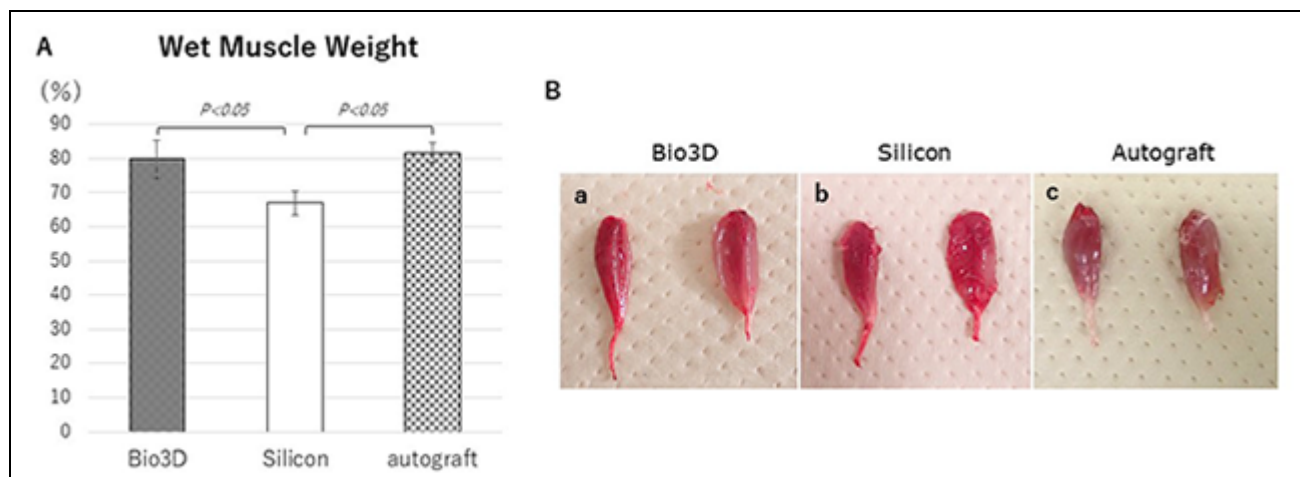 A Wet Muscle Weight
(%)
P<0.05 P<0.05
90
80
70
60
50
40
30
20
10
0
Bio3D Silicon autograft
B
Bio3D Silicon Autograft
a b c